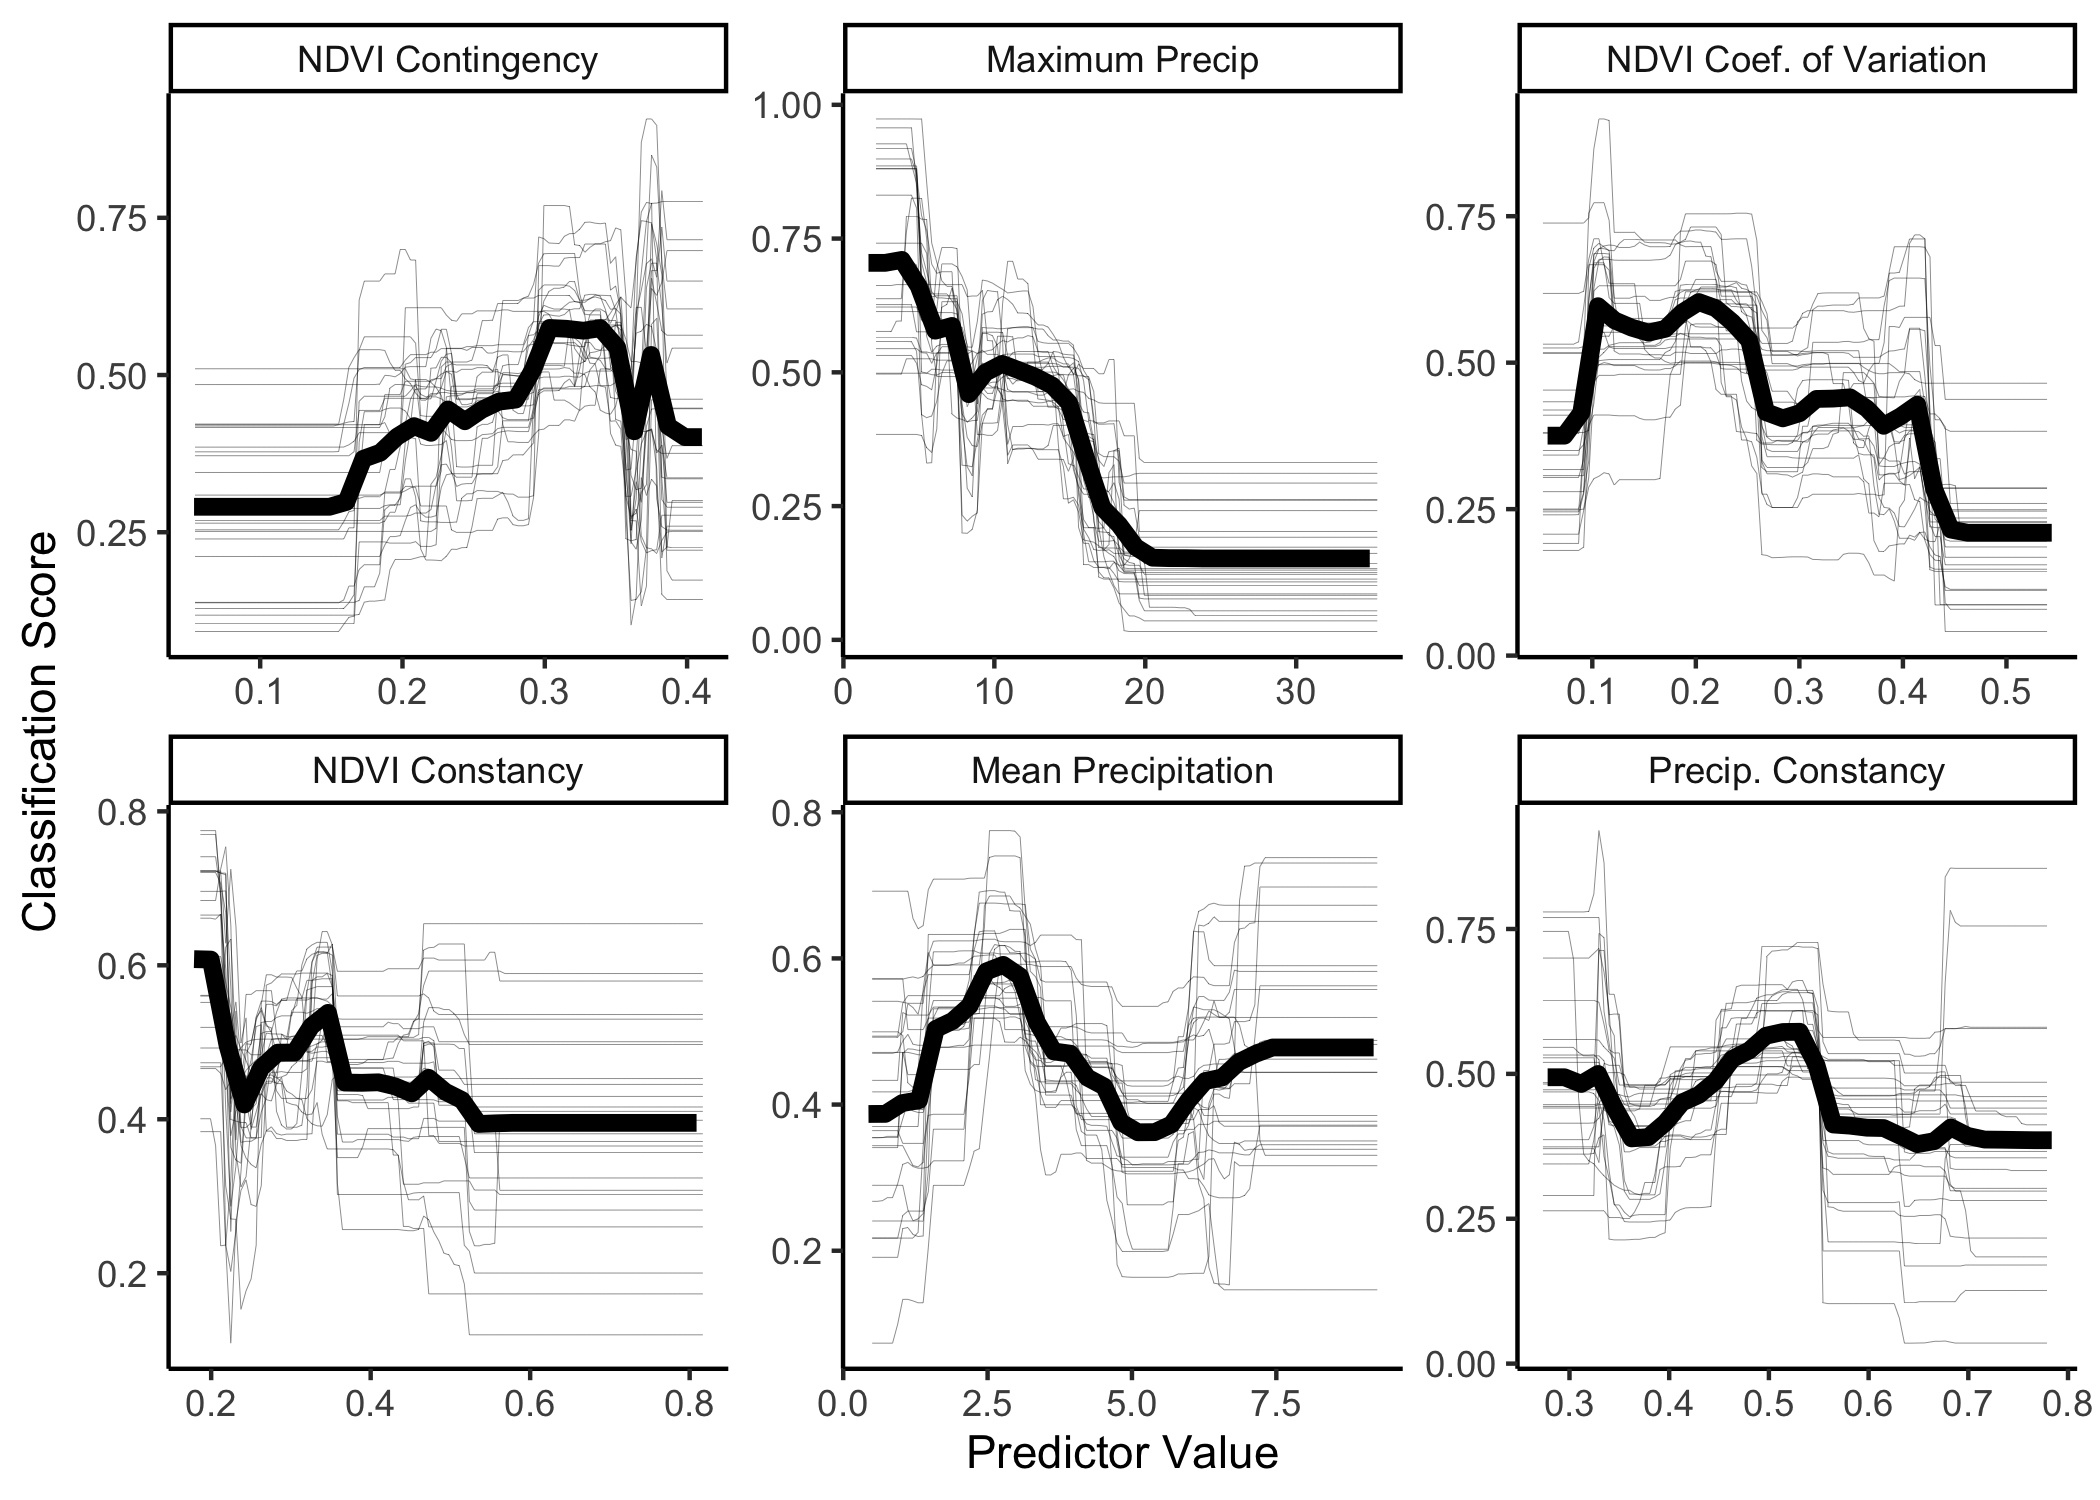 NDVI Contingency
Maximum Precip
NDVI Coef. of Variation
0.75
0.50
0.25
0.1 0.2 0.3 0.4
1.00
0.75
0.50
0.25
0.00
0 10 20 30
0.75
0.50
0.25
0.00
0.1 0.2 0.3 0.4 0.5
Classification Score
NDVI Constancy
Mean Precipitation
Precip. Constancy
0.8
0.6
0.4
0.2
0.2 0.4 0.6 0.8
0.8
0.6
0.4
0.2
0.0 2.5 5.0 7.5
0.75
0.50
0.25
0.00
0.3 0.4 0.5 0.6 0.7 0.8
Predictor Value